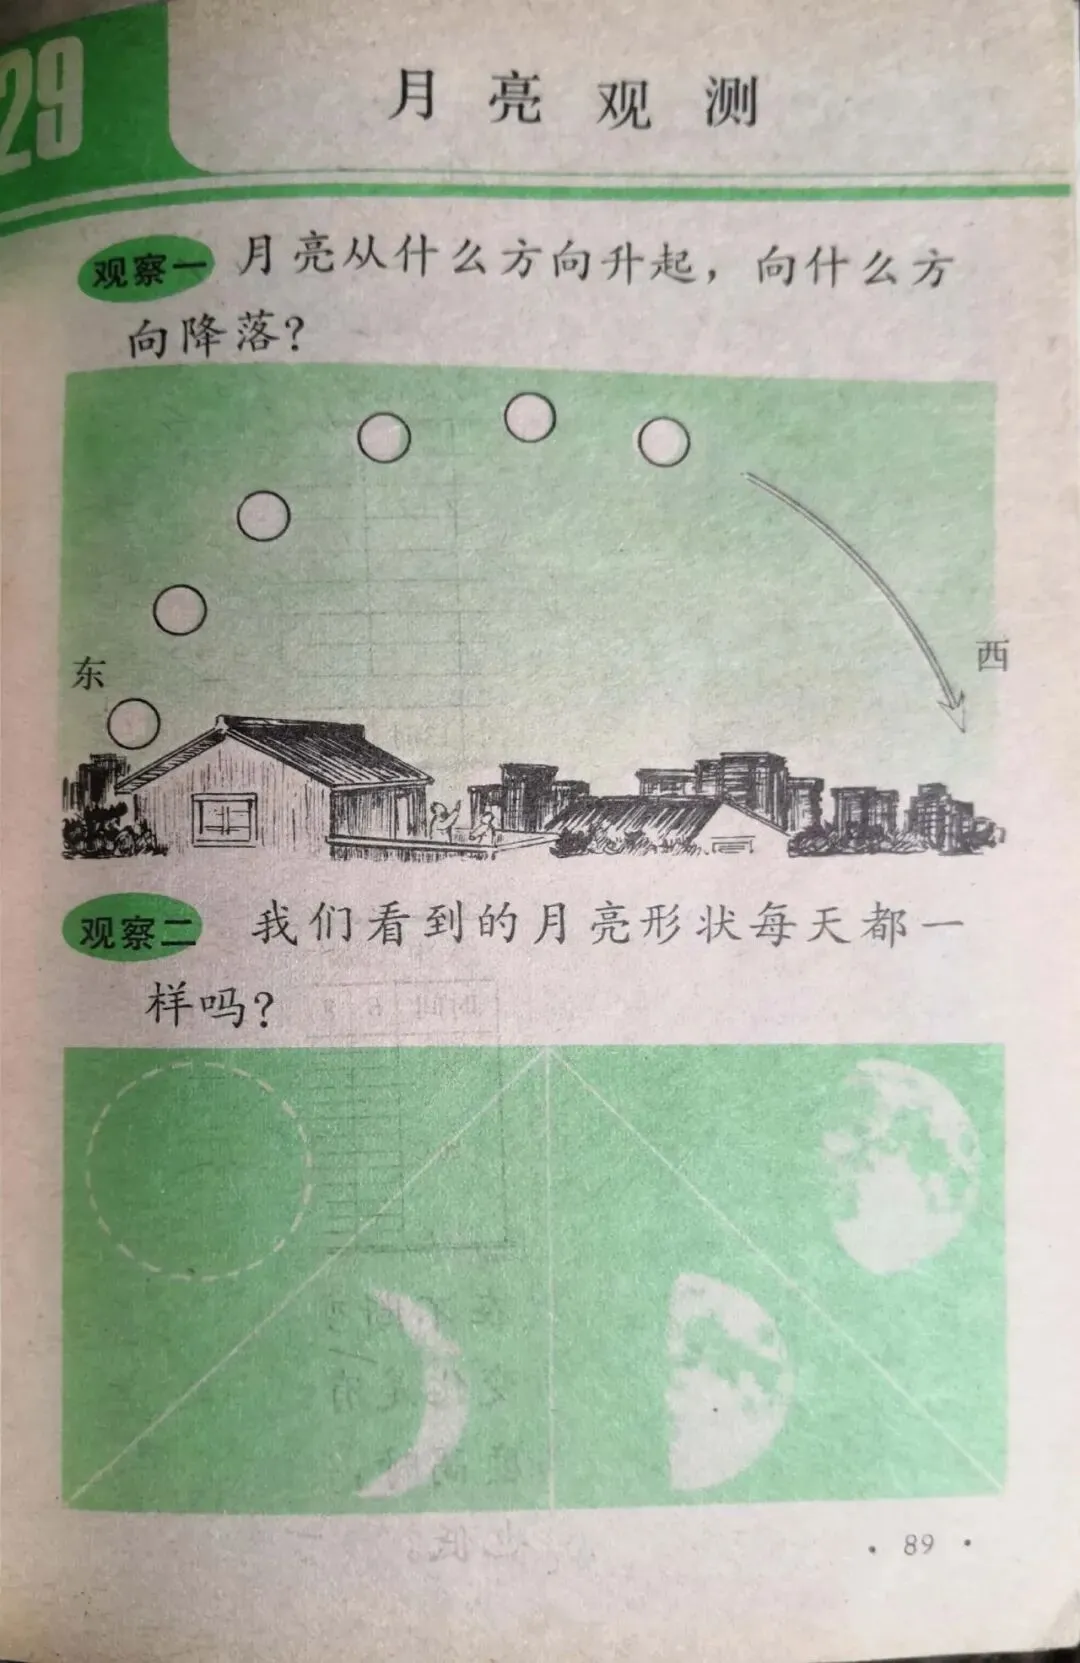 29
月亮观测
观察一 月亮从什么方向升起，向什么方
向降落？
东
西
观察二 我们看到的月亮形状每天都一
样吗？
· 89 ·